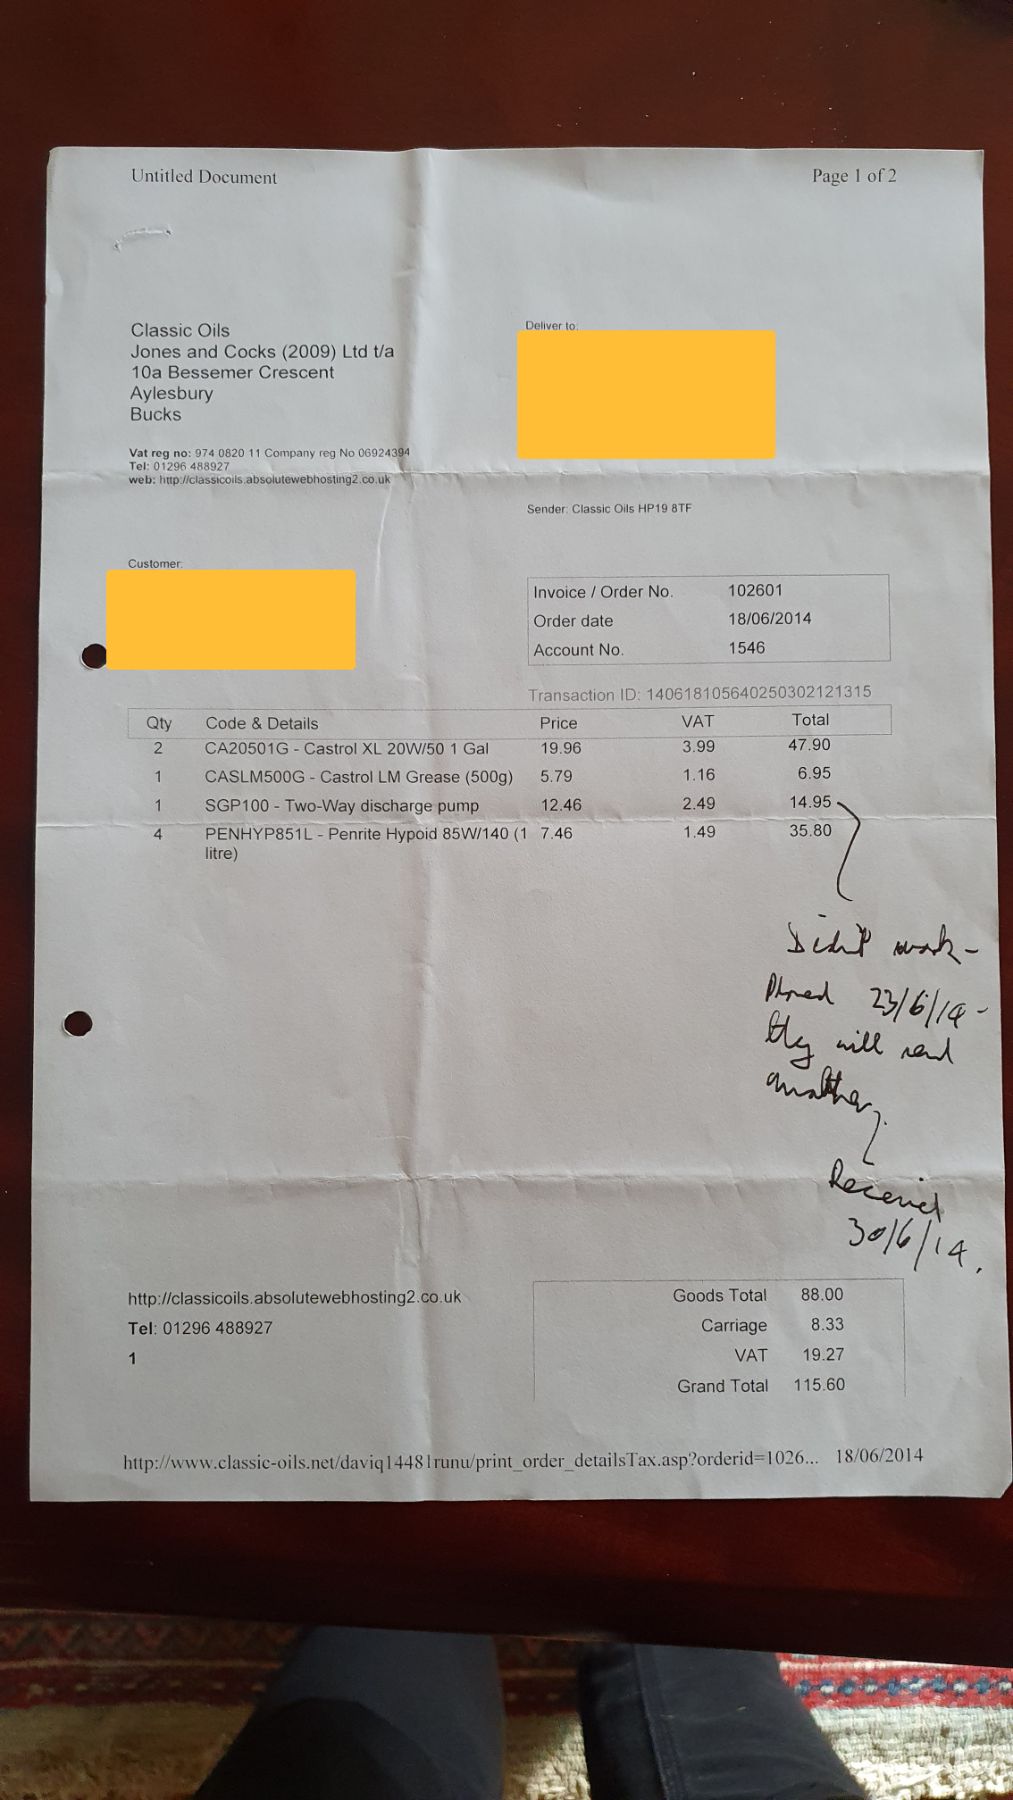 Untitled Document Page 1 of 2
Classic Oils
Jones and Cocks (2009) Ltd t/a
10a Bessemer Crescent
Aylesbury
Bucks
Vat reg no: 974 0820 11 Company reg No 06924394
Tel: 01296 488927
web: http://classicoils.absolutewebhosting2.co.uk
Deliver to:
Sender: Classic Oils HP19 8TF
Customer:
Invoice / Order No. 102601
Order date 18/06/2014
Account No. 1546
Transaction ID: 140618105640250302121315
Qty Code & Details Price VAT Total
2 CA20501G - Castrol XL 20W/50 1 Gal 19.96 3.99 47.90
1 CASLM500G - Castrol LM Grease (500g) 5.79 1.16 6.95
1 SGP100 - Two-Way discharge pump 12.46 2.49 14.95
4 PENHYP851L - Penrite Hypoid 85W/140 (1 7.46 1.49 35.80
litre)
Didn't work -
Phoned 23/6/14 -
they will send
another.
Received
30/6/14.
http://classicoils.absolutewebhosting2.co.uk
Tel: 01296 488927
1
Goods Total 88.00
Carriage 8.33
VAT 19.27
Grand Total 115.60
http://www.classic-oils.net/daviq14481runu/print_order_detailsTax.asp?orderid=1026... 18/06/2014